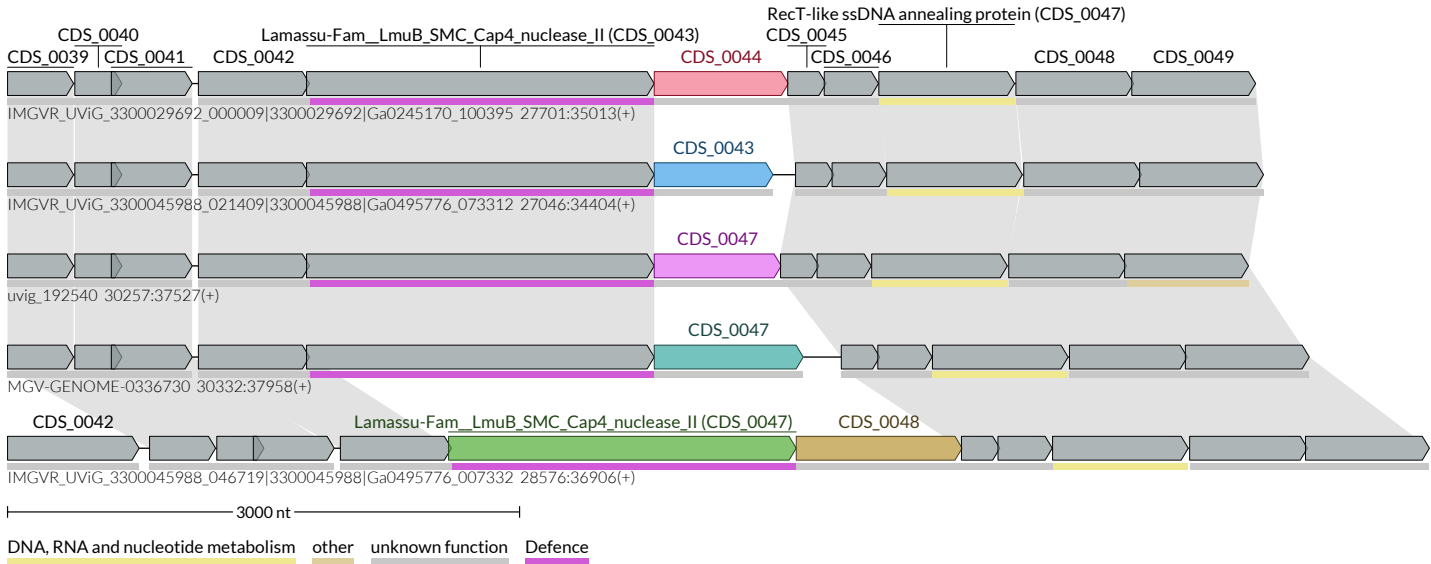 RecT-like ssDNA annealing protein (CDS_0047)
CDS_0040 Lamassu-Fam__LmuB_SMC_Cap4_nuclease_II (CDS_0043) CDS_0045
CDS_0039 CDS_0041 CDS_0042 CDS_0044 CDS_0046 CDS_0048 CDS_0049
IMGVR_UViG_3300029692_000009|3300029692|Ga0245170_100395 27701:35013(+)
CDS_0043
IMGVR_UViG_3300045988_021409|3300045988|Ga0495776_073312 27046:34404(+)
CDS_0047
uvig_192540 30257:37527(+)
CDS_0047
MGV-GENOME-0336730 30332:37958(+)
CDS_0042 Lamassu-Fam__LmuB_SMC_Cap4_nuclease_II (CDS_0047) CDS_0048
IMGVR_UViG_3300045988_046719|3300045988|Ga0495776_007332 28576:36906(+)
3000 nt
DNA, RNA and nucleotide metabolism other unknown function Defence